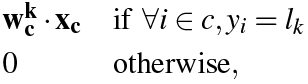 w_c^k · x_c if ∀i ∈ c, y_i = l_k
0 otherwise,